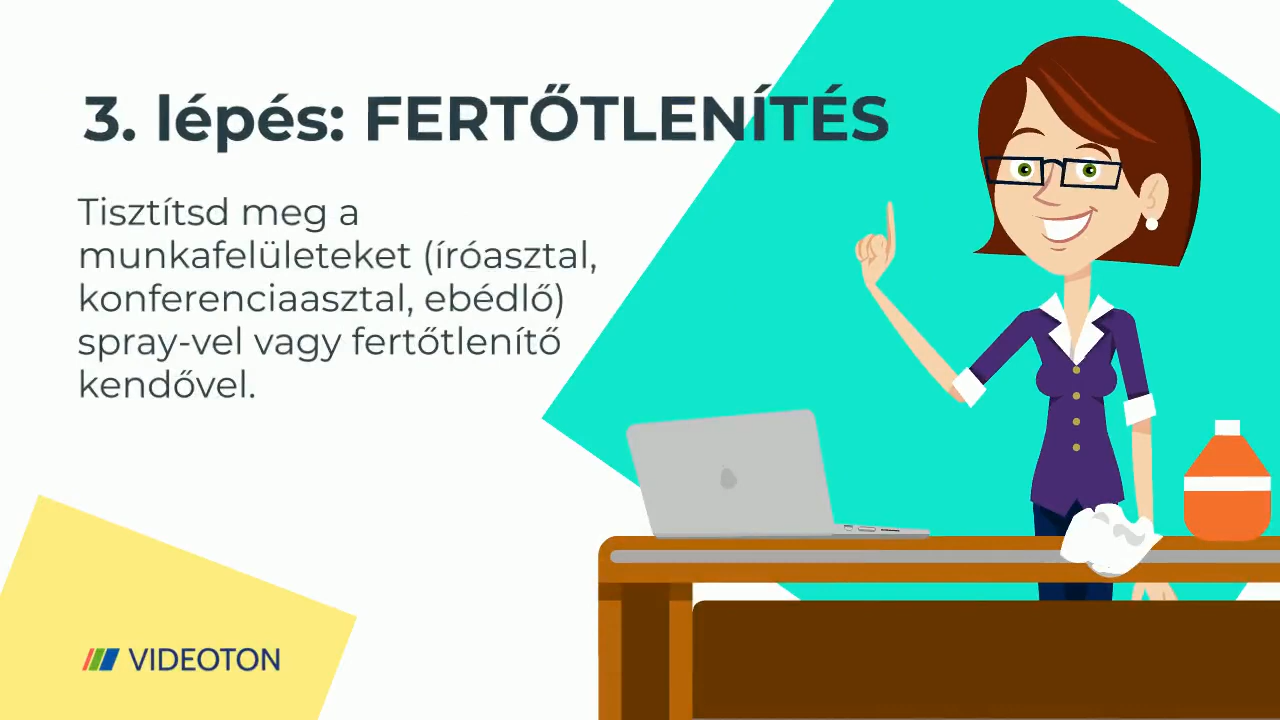 3. lépés: FERTŐTLENÍTÉS
Tisztítsd meg a
munkafelületeket (íróasztal,
konferenciaasztal, ebédlő)
spray-vel vagy fertőtlenítő
kendővel.
VIDEOTON